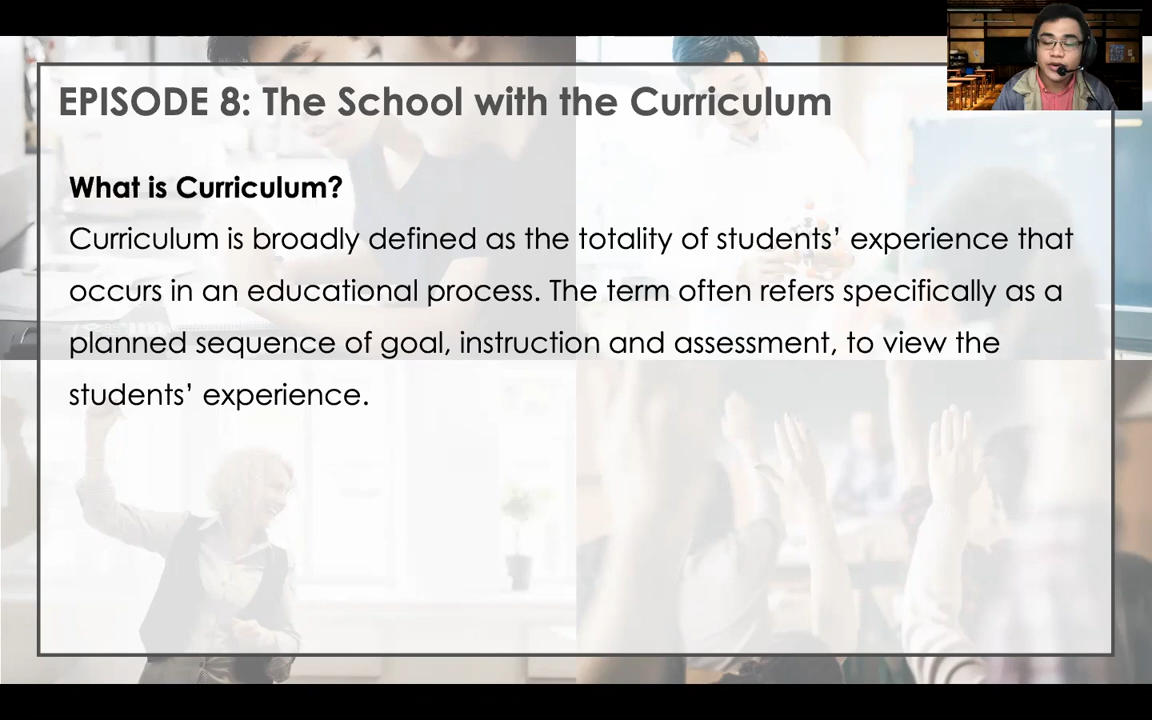 EPISODE 8: The School with the Curriculum
What is Curriculum?
Curriculum is broadly defined as the totality of students’ experience that
occurs in an educational process. The term often refers specifically as a
planned sequence of goal, instruction and assessment, to view the
students’ experience.